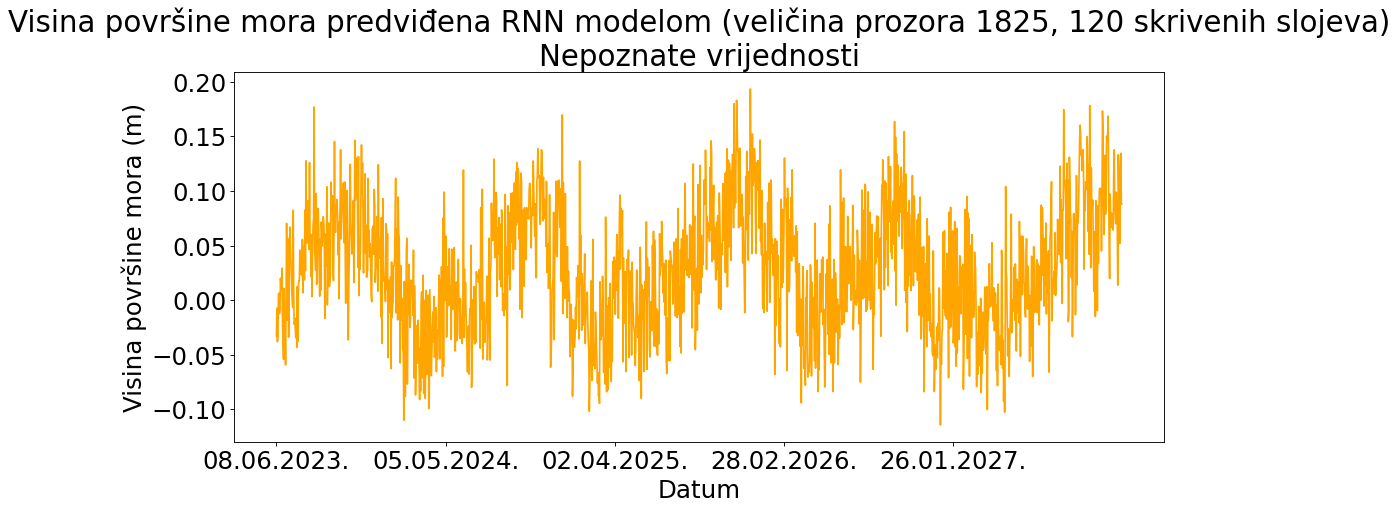 Visina površine mora predviđena RNN modelom (veličina prozora 1825, 120 skrivenih slojeva)
Nepoznate vrijednosti
Visina površine mora (m)
0.20
0.15
0.10
0.05
0.00
−0.05
−0.10
08.06.2023. 05.05.2024. 02.04.2025. 28.02.2026. 26.01.2027.
Datum